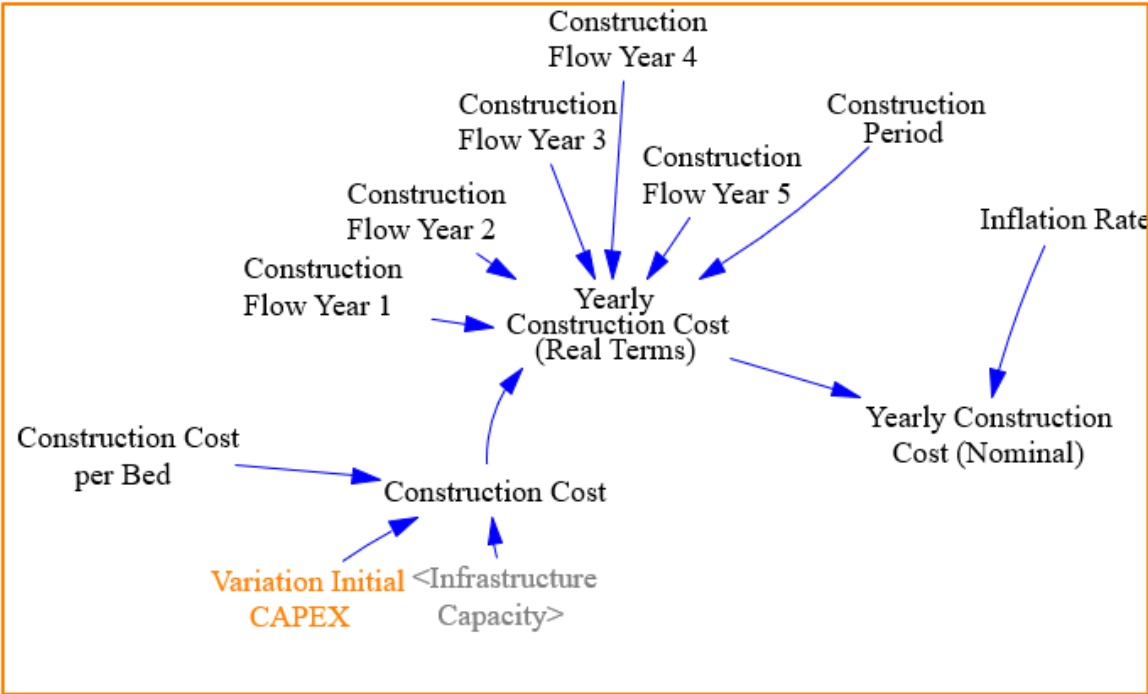 Construction
Flow Year 4
Construction
Flow Year 3
Construction
Period
Construction
Flow Year 5
Construction
Flow Year 2
Inflation Rate
Construction
Flow Year 1
Yearly
Construction Cost
(Real Terms)
Yearly Construction
Cost (Nominal)
Construction Cost
per Bed
Construction Cost
Variation Initial
CAPEX
<Infrastructure
Capacity>